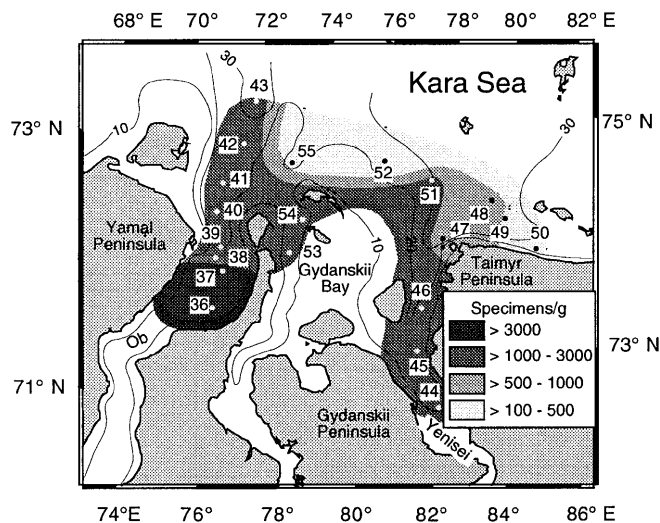 68° E 70° 72° 74° 76° 78° 80° 82° E
30
43
Kara Sea
75° N
73° N
10
30
42
55
52
41
51
40
54
48
Yamal
Peninsula
39
47
49
50
38
53
10
Taimyr
Peninsula
37
Gydanskii
Bay
46
36
Specimens/g
> 3000
> 1000 - 3000
> 500 - 1000
> 100 - 500
Ob
45
73° N
71° N
44
Gydanskii
Peninsula
Yenisei
74°E 76° 78° 80° 82° 84° E